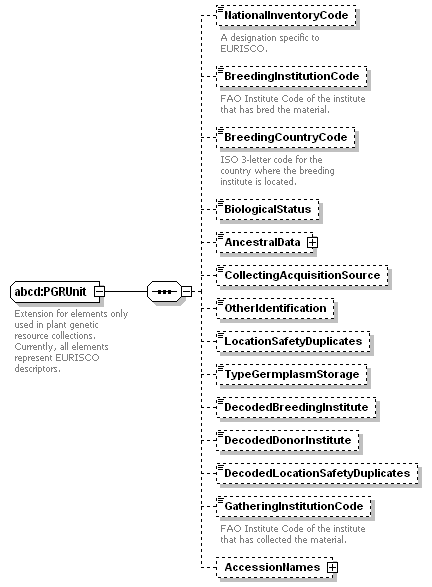 NationalInventoryCode
A designation specific to
EURISCO.
BreedingInstitutionCode
FAO Institute Code of the institute
that has bred the material.
BreedingCountryCode
ISO 3-letter code for the
country where the breeding
institute is located.
BiologicalStatus
AncestralData
CollectingAcquisitionSource
abcd:PGRUnit
Extension for elements only
used in plant genetic
resource collections.
Currently, all elements
represent EURISCO
descriptors.
OtherIdentification
LocationSafetyDuplicates
TypeGermplasmStorage
DecodedBreedingInstitute
DecodedDonorInstitute
DecodedLocationSafetyDuplicates
GatheringInstitutionCode
FAO Institute Code of the institute
that has collected the material.
AccessionNames